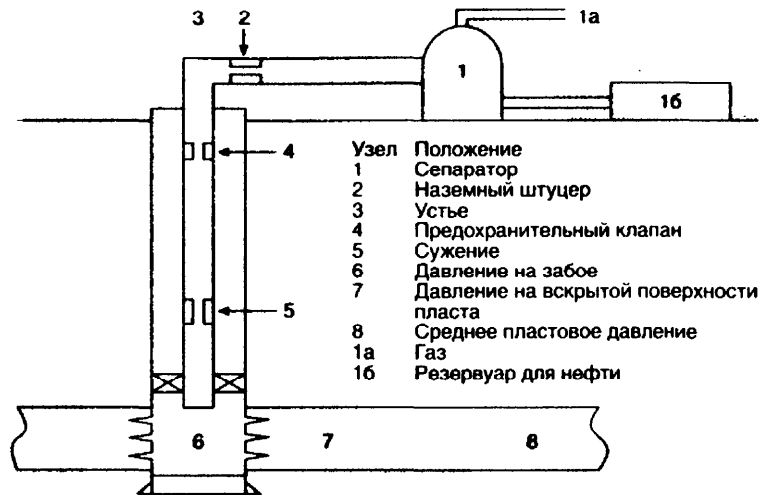 3 2 1а
1
1б
4
Узел Положение
1 Сепаратор
2 Наземный штуцер
3 Устье
4 Предохранительный клапан
5 Сужение
6 Давление на забое
7 Давление на вскрытой поверхности
пласта
8 Среднее пластовое давление
1а Газ
1б Резервуар для нефти
5
6 7 8